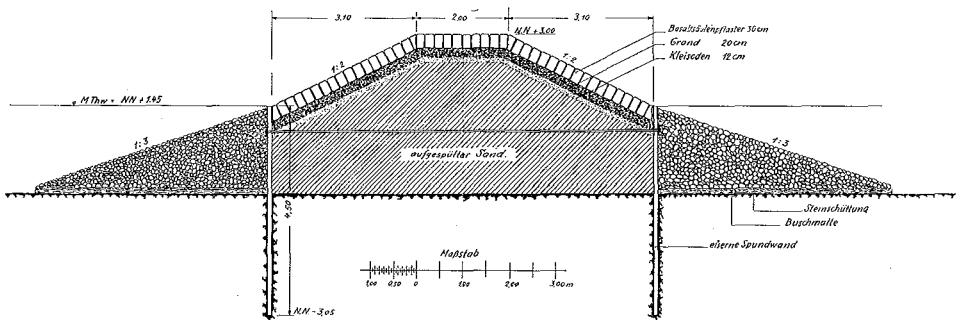 3,10
2,00
3,10
N.N + 3.00
Basaltsäulenpflaster 30cm
Grand 20cm
Kleisoden 12cm
1:2
1:2
M Thw = NN + 1.45
1:3
1:3
aufgespülter Sand.
4,50
Steinschüttung
Buschmatte
eiserne Spundwand
Maßstab
1,00 0,50 0 1,00 2,00 3,00 m
N.N - 3,05